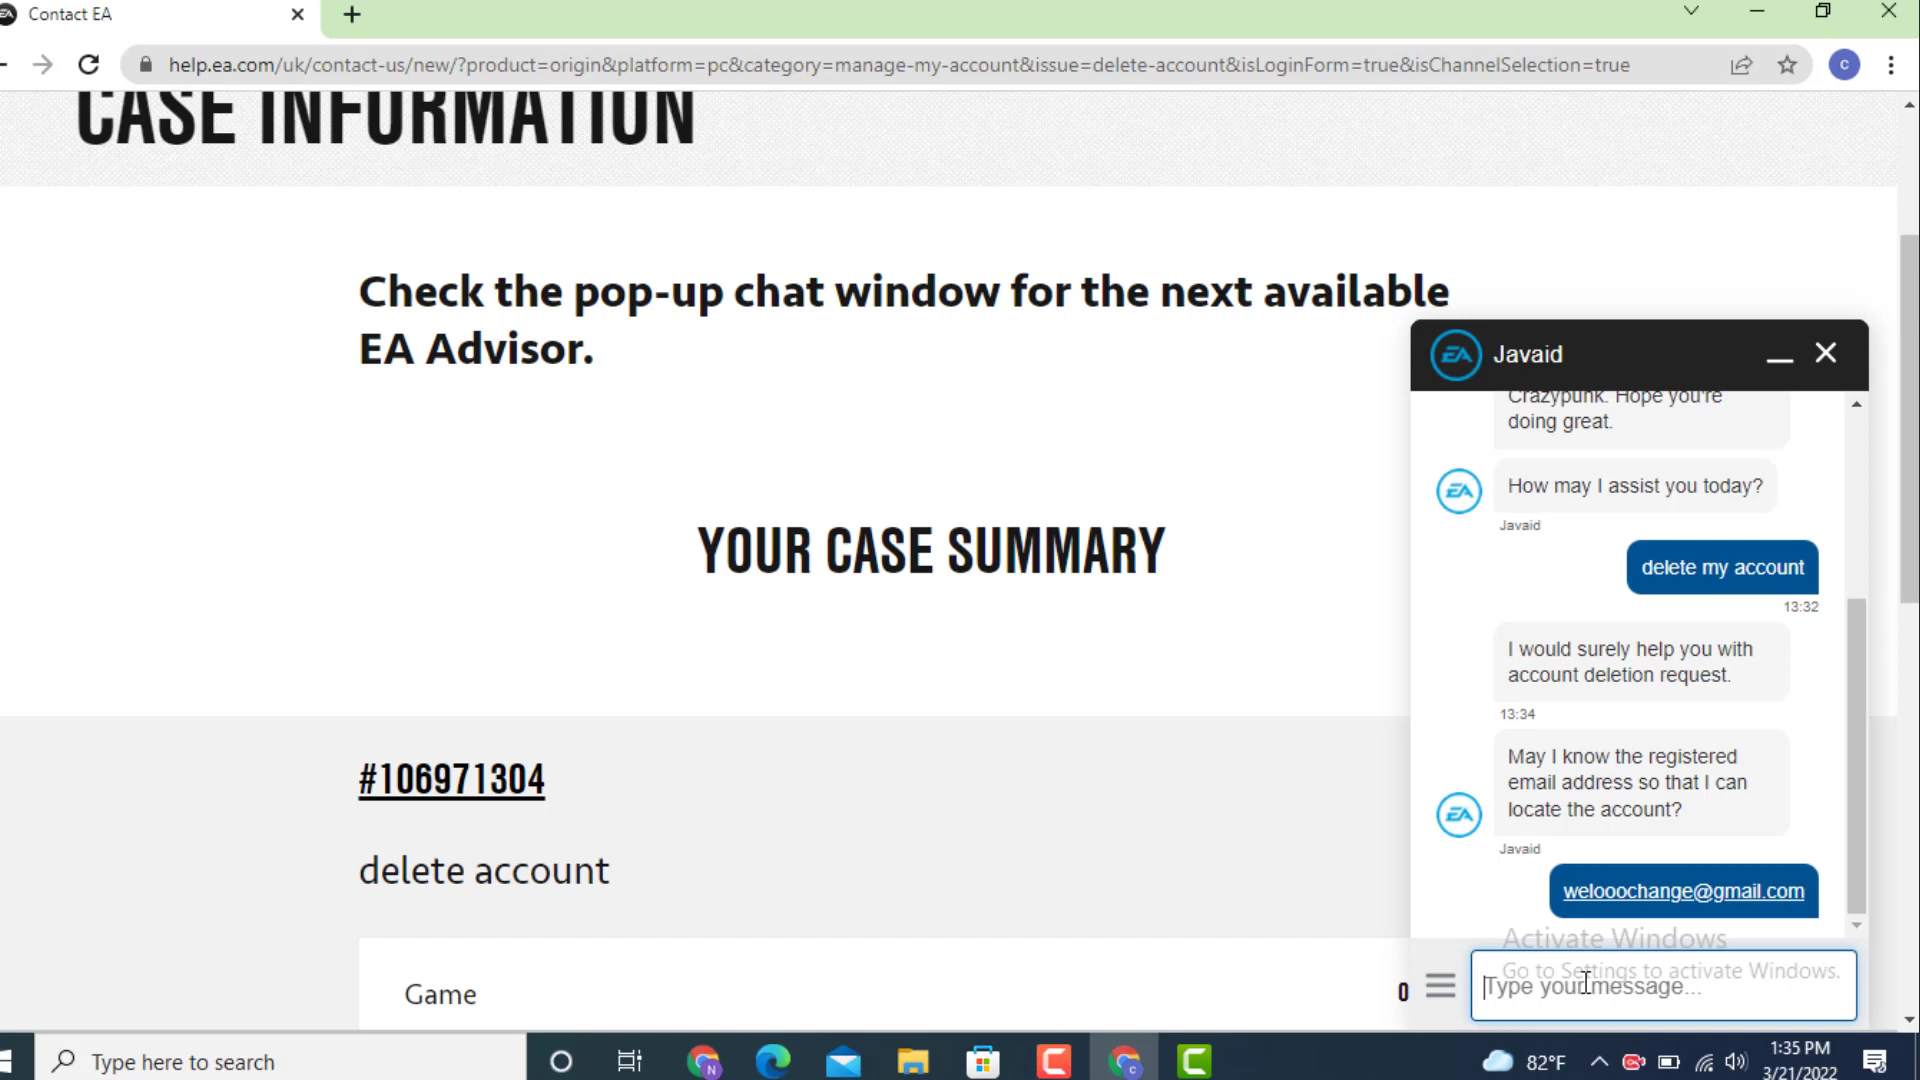 Contact EA
help.ea.com/uk/contact-us/new/?product=origin&platform=pc&category=manage-my-account&issue=delete-account&isLoginForm=true&isChannelSelection=true
C
CASE INFORMATION
Check the pop-up chat window for the next available
EA Advisor.
YOUR CASE SUMMARY
#106971304
delete account
Game
0
EA Javaid
Crazypunk. Hope you're
doing great.
EA How may I assist you today?
Javaid
delete my account
13:32
I would surely help you with
account deletion request.
13:34
May I know the registered
email address so that I can
locate the account?
EA
Javaid
welooochange@gmail.com
Activate Windows
Go to Settings to activate Windows.
Type your message...
Type here to search
N
C
82°F
1:35 PM
3/21/2022